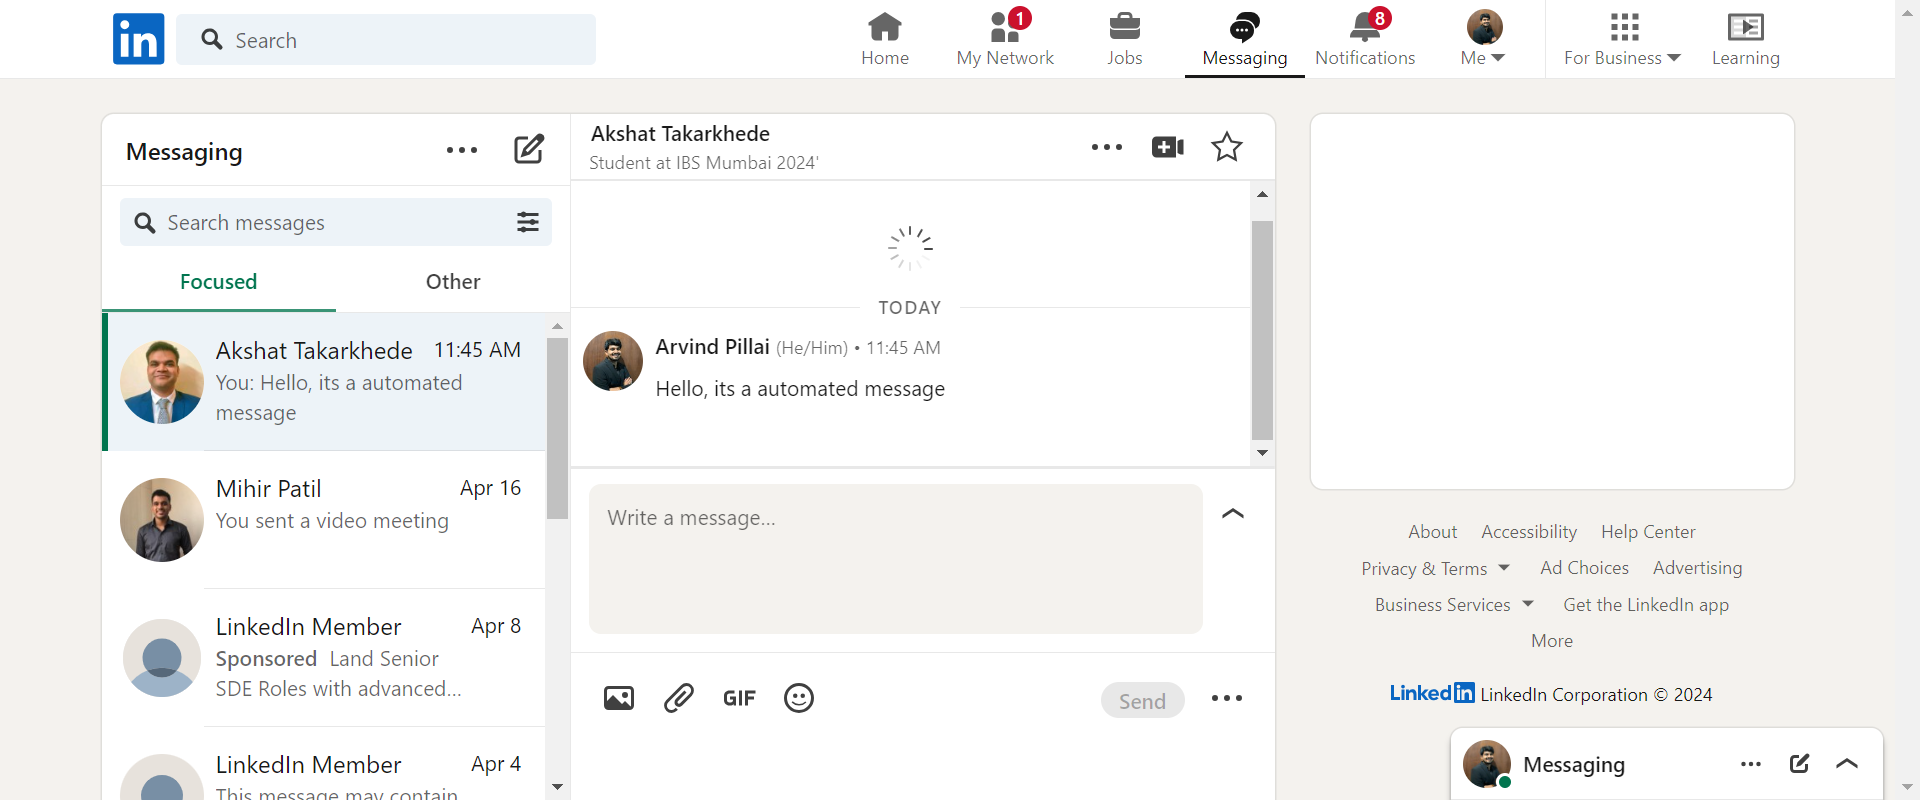 in
Search
Home
1
My Network
Jobs
Messaging
8
Notifications
Me
For Business
Learning
Messaging
Search messages
Focused
Other
Akshat Takarkhede 11:45 AM
You: Hello, its a automated
message
Mihir Patil Apr 16
You sent a video meeting
LinkedIn Member Apr 8
Sponsored Land Senior
SDE Roles with advanced...
LinkedIn Member Apr 4
This message may contain
Akshat Takarkhede
Student at IBS Mumbai 2024'
TODAY
Arvind Pillai (He/Him) • 11:45 AM
Hello, its a automated message
Write a message...
GIF
Send
About Accessibility Help Center
Privacy & Terms Ad Choices Advertising
Business Services Get the LinkedIn app
More
Linkedin LinkedIn Corporation © 2024
Messaging